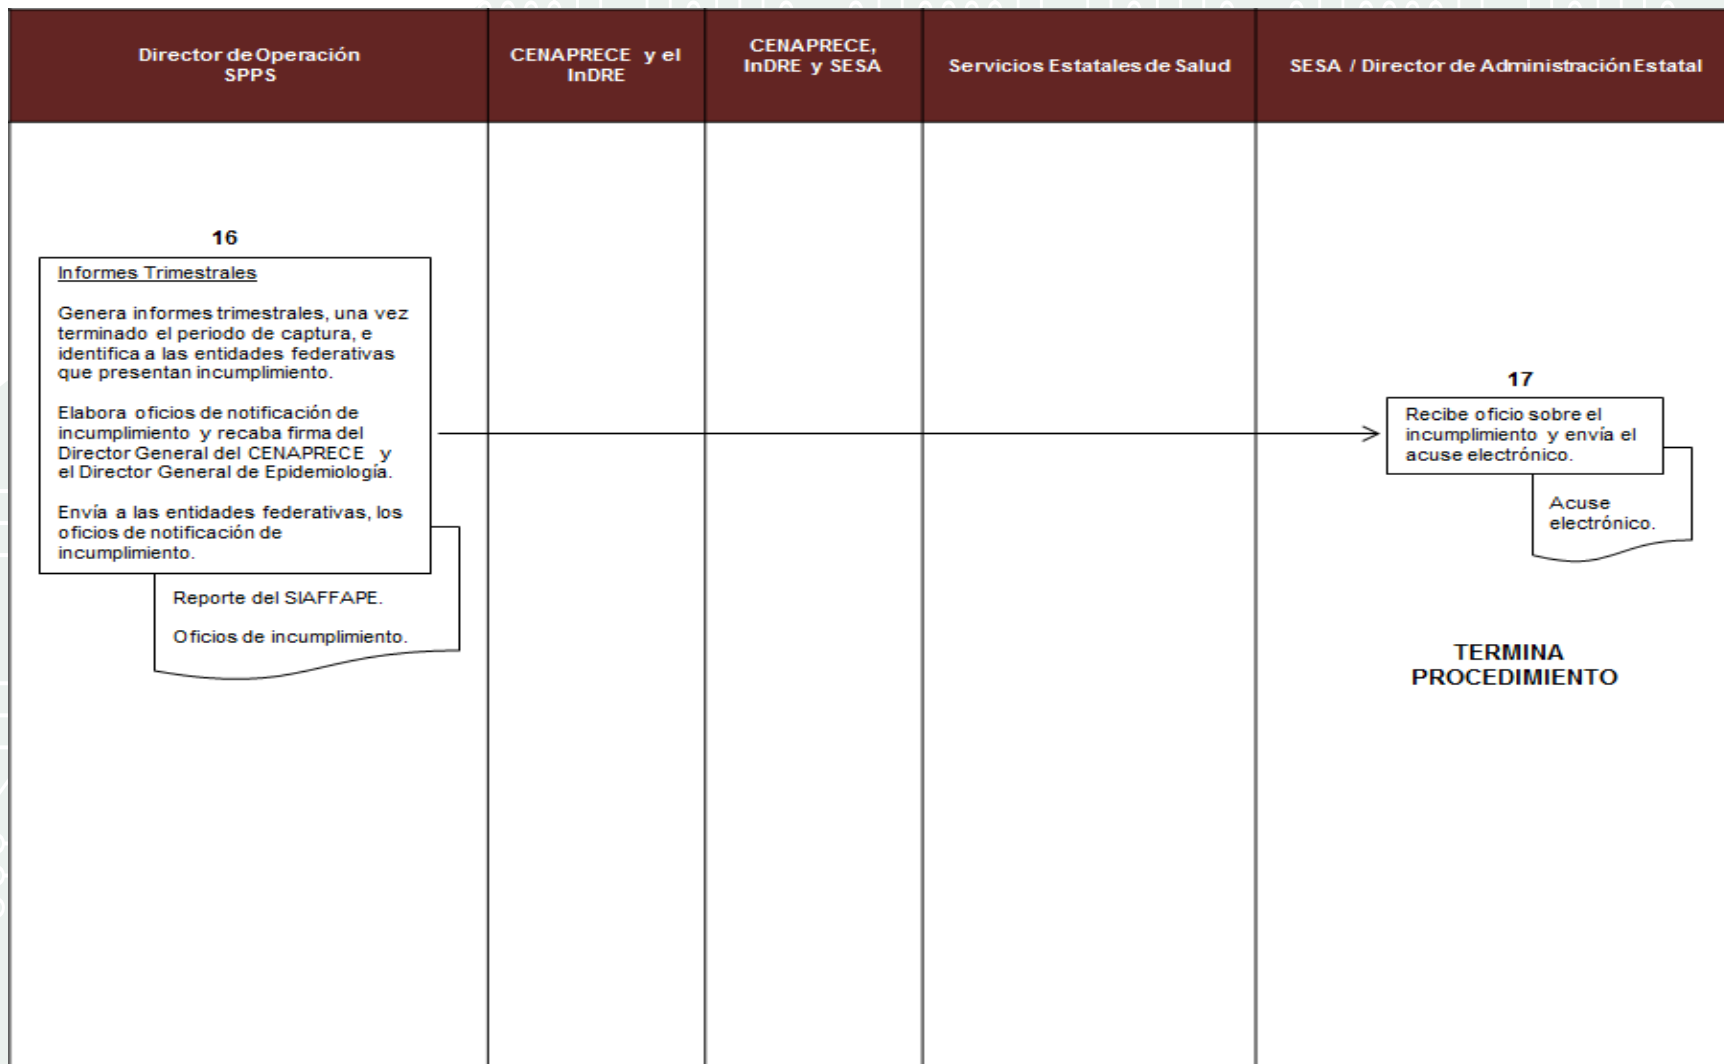 Director de Operación
SPPS
CENAPRECE y el
InDRE
CENAPRECE,
InDRE y SESA
Servicios Estatales de Salud
SESA / Director de Administración Estatal
16
Informes Trimestrales
Genera informes trimestrales, una vez
terminado el periodo de captura, e
identifica a las entidades federativas
que presentan incumplimiento.
Elabora oficios de notificación de
incumplimiento y recaba firma del
Director General del CENAPRECE y
el Director General de Epidemiología.
Envía a las entidades federativas, los
oficios de notificación de
incumplimiento.
Reporte del SIAFFAPE.
Oficios de incumplimiento.
17
Recibe oficio sobre el
incumplimiento y envía el
acuse electrónico.
Acuse
electrónico.
TERMINA
PROCEDIMIENTO